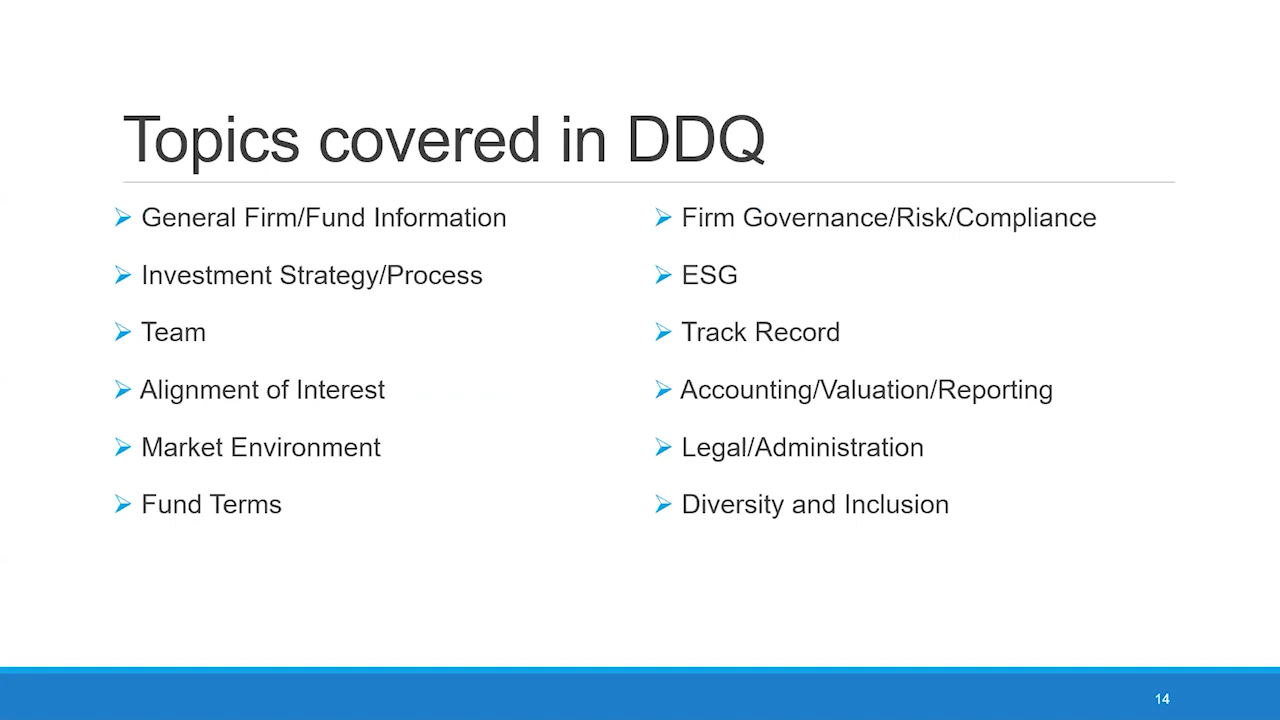 Topics covered in DDQ
General Firm/Fund Information
Investment Strategy/Process
Team
Alignment of Interest
Market Environment
Fund Terms
Firm Governance/Risk/Compliance
ESG
Track Record
Accounting/Valuation/Reporting
Legal/Administration
Diversity and Inclusion
14